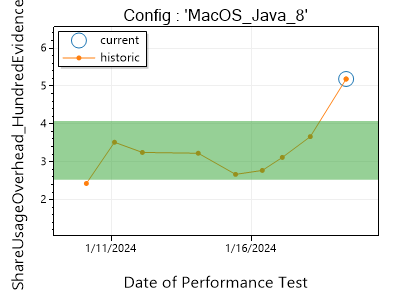 Config : 'MacOS_Java_8'
ShareUsageOverhead_HundredEvidence
current
historic
6
5
4
3
2
1/11/2024
1/16/2024
Date of Performance Test